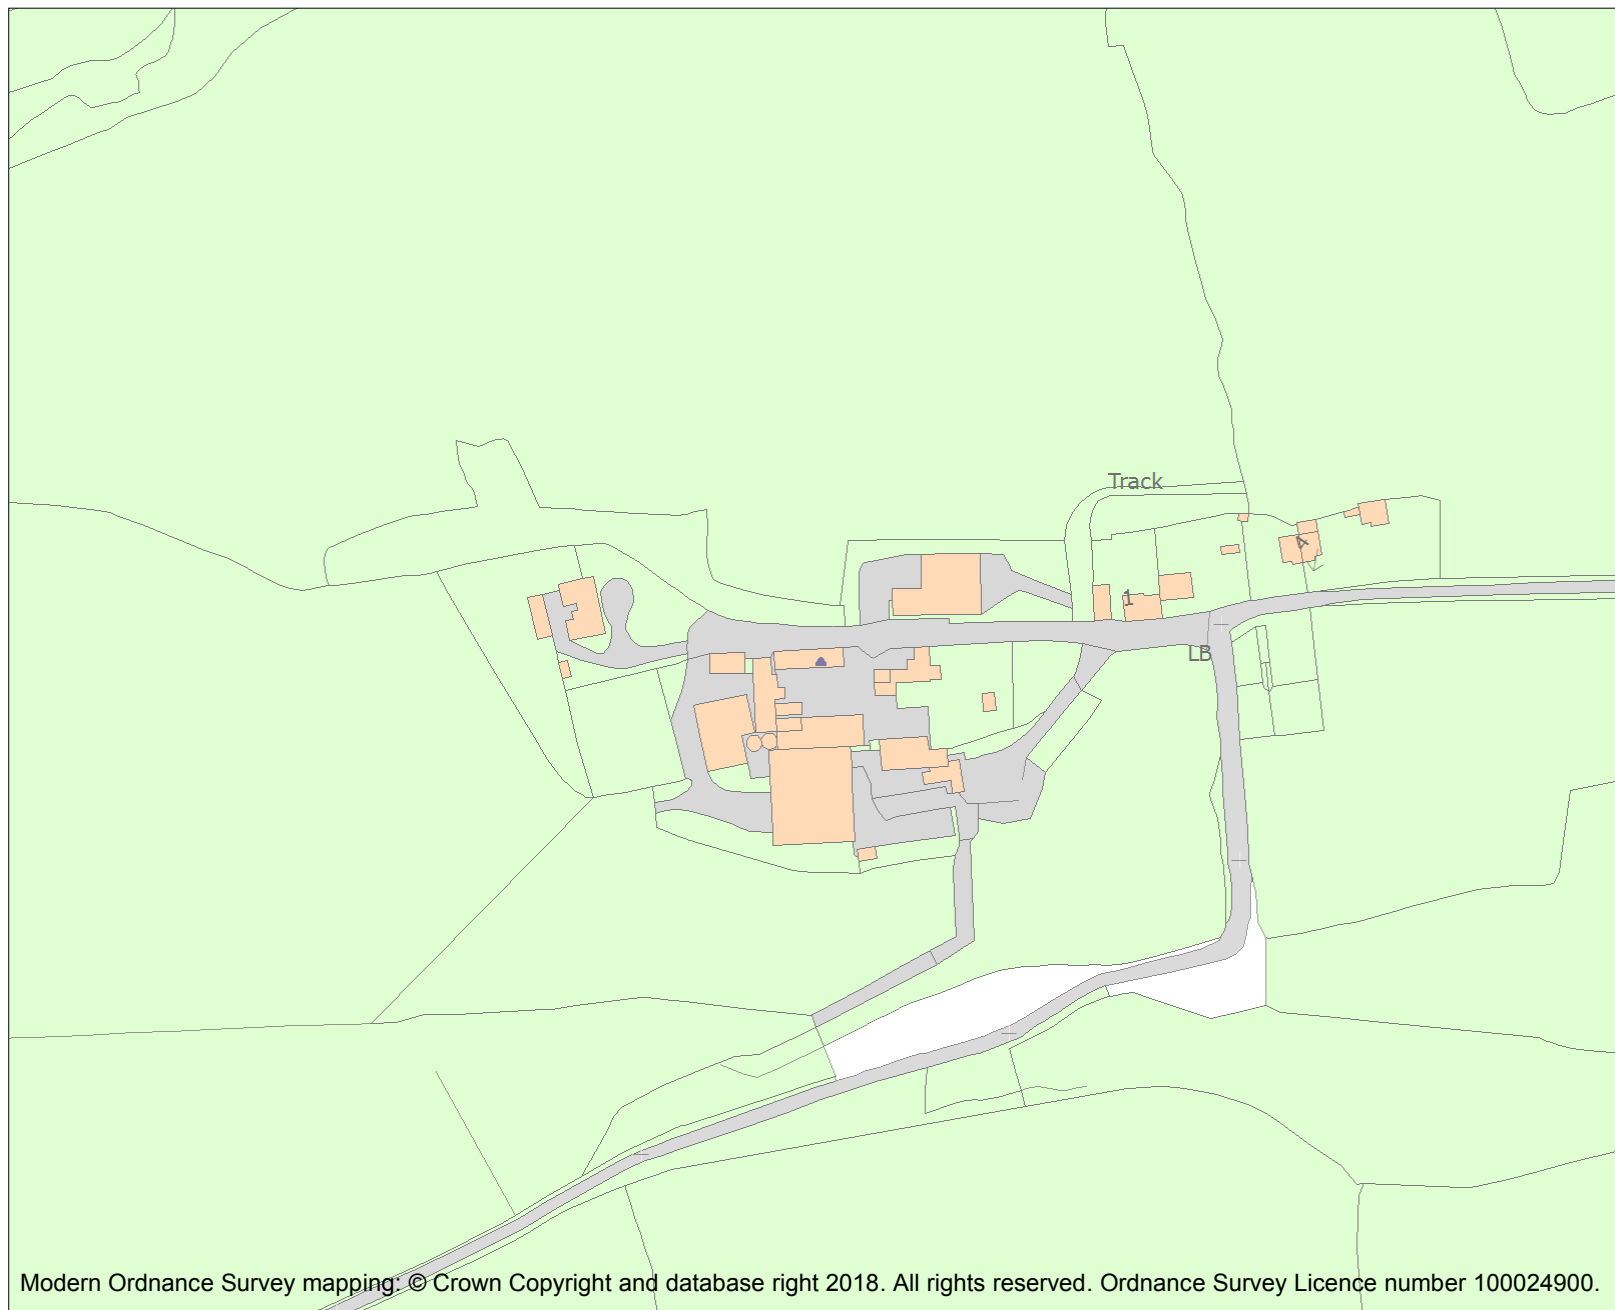 Track
4
1
LB
Modern Ordnance Survey mapping: © Crown Copyright and database right 2018. All rights reserved. Ordnance Survey Licence number 100024900.